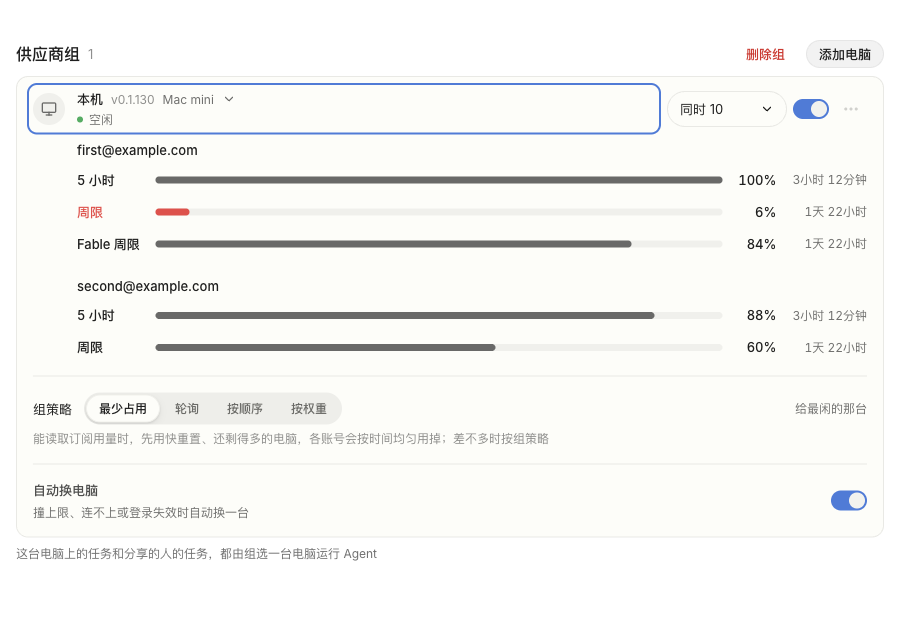 供应商组 1 删除组 添加电脑
本机 v0.1.130 Mac mini
空闲
同时 10
first@example.com
5 小时 100% 3小时 12分钟
周限 6% 1天 22小时
Fable 周限 84% 1天 22小时
second@example.com
5 小时 88% 3小时 12分钟
周限 60% 1天 22小时
组策略 最少占用 轮询 按顺序 按权重 给最闲的那台
能读取订阅用量时，先用快重置、还剩得多的电脑，各账号会按时间均匀用掉；差不多时按组策略
自动换电脑
撞上限、连不上或登录失效时自动换一台
这台电脑上的任务和分享的人的任务，都由组选一台电脑运行 Agent